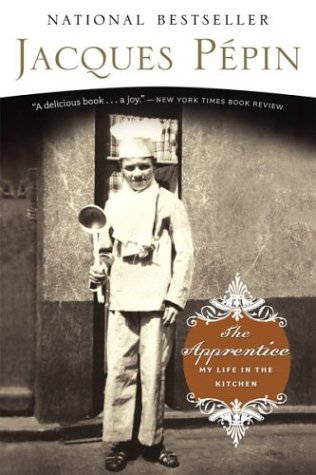 NATIONAL BESTSELLER
JACQUES PÉPIN
"A delicious book . . . a joy." — NEW YORK TIMES BOOK REVIEW
The
Apprentice
MY LIFE IN THE
KITCHEN